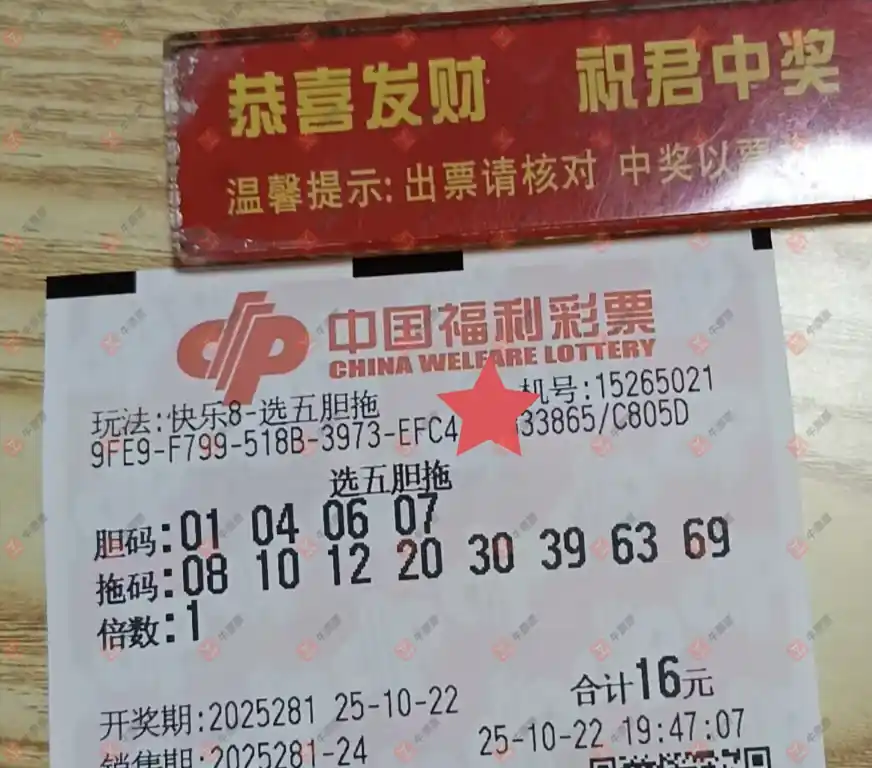 恭喜发财 祝君中奖
温馨提示: 出票请核对 中奖以票
中国福利彩票
CHINA WELFARE LOTTERY
玩法:快乐8-选五胆拖 机号:15265021
9FE9-F799-518B-3973-EFC4 33865/C805D
选五胆拖
胆码:01 04 06 07
拖码:08 10 12 20 30 39 63 69
倍数:1
合计16元
开奖期:2025281 25-10-22
销售期:2025281-24 25-10-22 19:47:07